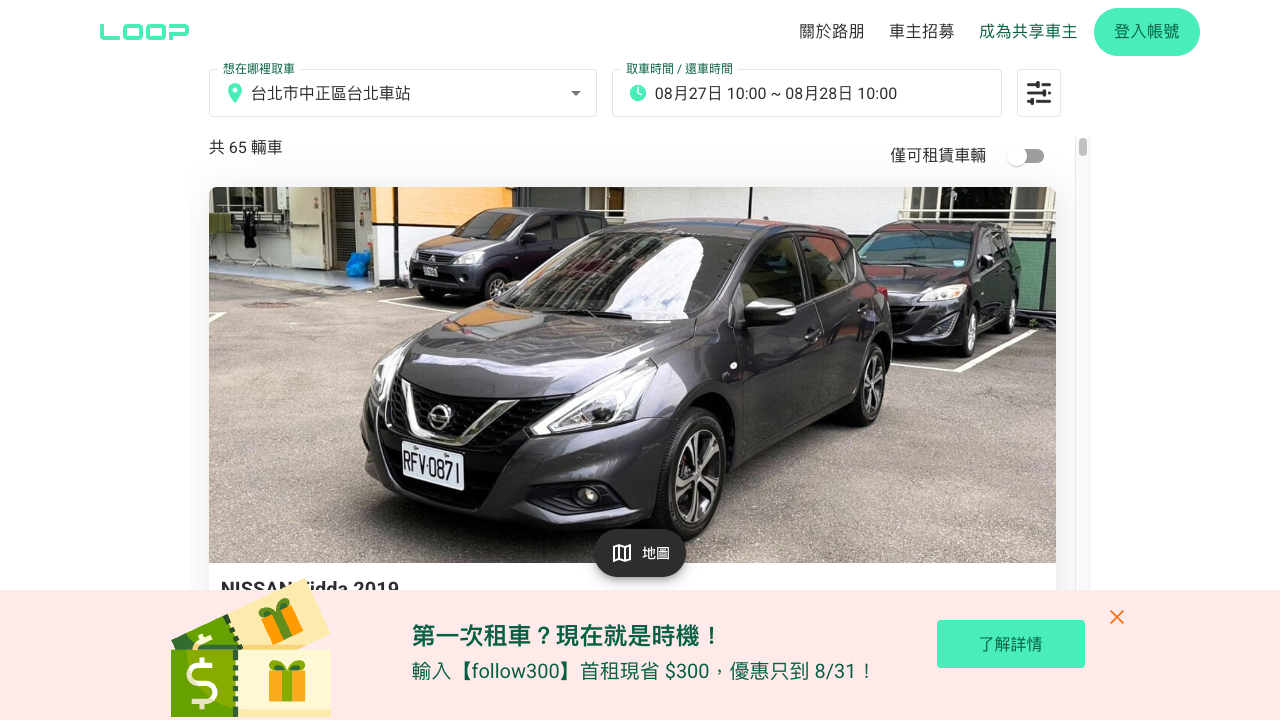 LOOP
關於路朋
車主招募
成為共享車主
登入帳號
想在哪裡取車
台北市中正區台北車站
取車時間 / 還車時間
08月27日 10:00 ~ 08月28日 10:00
共 65 輛車
僅可租賃車輛
RFV-0871
地圖
NISSAN Tiida 2019
第一次租車？現在就是時機！
輸入【follow300】首租現省 $300，優惠只到 8/31！
了解詳情